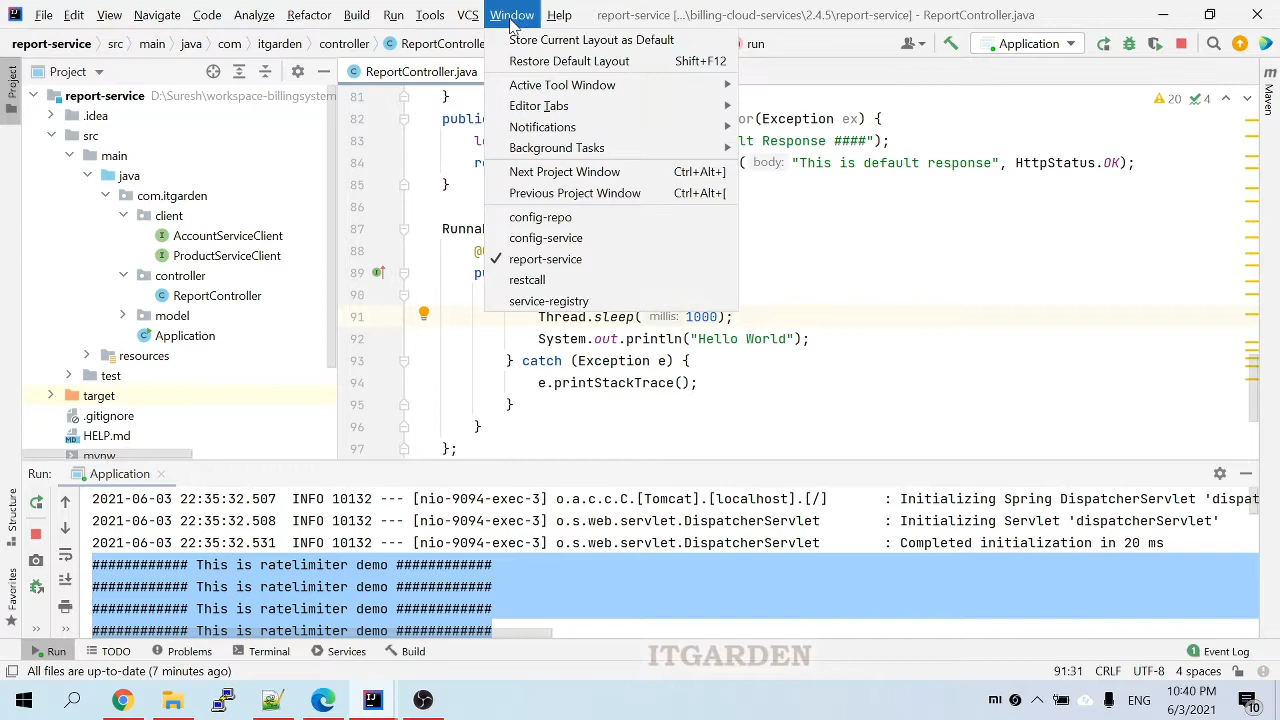 File Edit View Navigate Code Analyze Refactor Build Run Tools VCS Window Help report-service [...\billing-cloud-services\2.4.5\report-service] - ReportController.java
report-service src main java com itgarden controller ReportControlle run Application
Project
ReportController.java
Store Current Layout as Default
Restore Default Layout Shift+F12
Active Tool Window
Editor Tabs
Notifications
Background Tasks
Next Project Window Ctrl+Alt+]
Previous Project Window Ctrl+Alt+[
config-repo
config-service
report-service
restcall
service-registry
Project
Maven
report-service D:\Suresh\workspace-billingsystem
.idea
src
main
java
com.itgarden
client
AccountServiceClient
ProductServiceClient
controller
ReportController
model
Application
resources
test
target
.gitignore
HELP.md
mvnw
20 4
81 }
82 public or(Exception ex) {
83 lo lt Response ####");
84 re ( body: "This is default response", HttpStatus.OK);
85 }
86
87 Runna
88 @
89 pu
90
91 Thread.sleep( millis: 1000);
92 System.out.println("Hello World");
93 } catch (Exception e) {
94 e.printStackTrace();
95 }
96 }
97 };
Run: Application
2021-06-03 22:35:32.507 INFO 10132 --- [nio-9094-exec-3] o.a.c.c.C.[Tomcat].[localhost].[/] : Initializing Spring DispatcherServlet 'dispat
2021-06-03 22:35:32.508 INFO 10132 --- [nio-9094-exec-3] o.s.web.servlet.DispatcherServlet : Initializing Servlet 'dispatcherServlet'
2021-06-03 22:35:32.531 INFO 10132 --- [nio-9094-exec-3] o.s.web.servlet.DispatcherServlet : Completed initialization in 20 ms
############ This is ratelimiter demo ############
############ This is ratelimiter demo ############
############ This is ratelimiter demo ############
############ This is ratelimiter demo ############
Structure
Favorites
Run TODO Problems Terminal Services Build ITGARDEN 1 Event Log
All files are up-to-date (7 minutes ago) 91:31 CRLF UTF-8 4 spaces
ENG
10:40 PM
6/3/2021
10